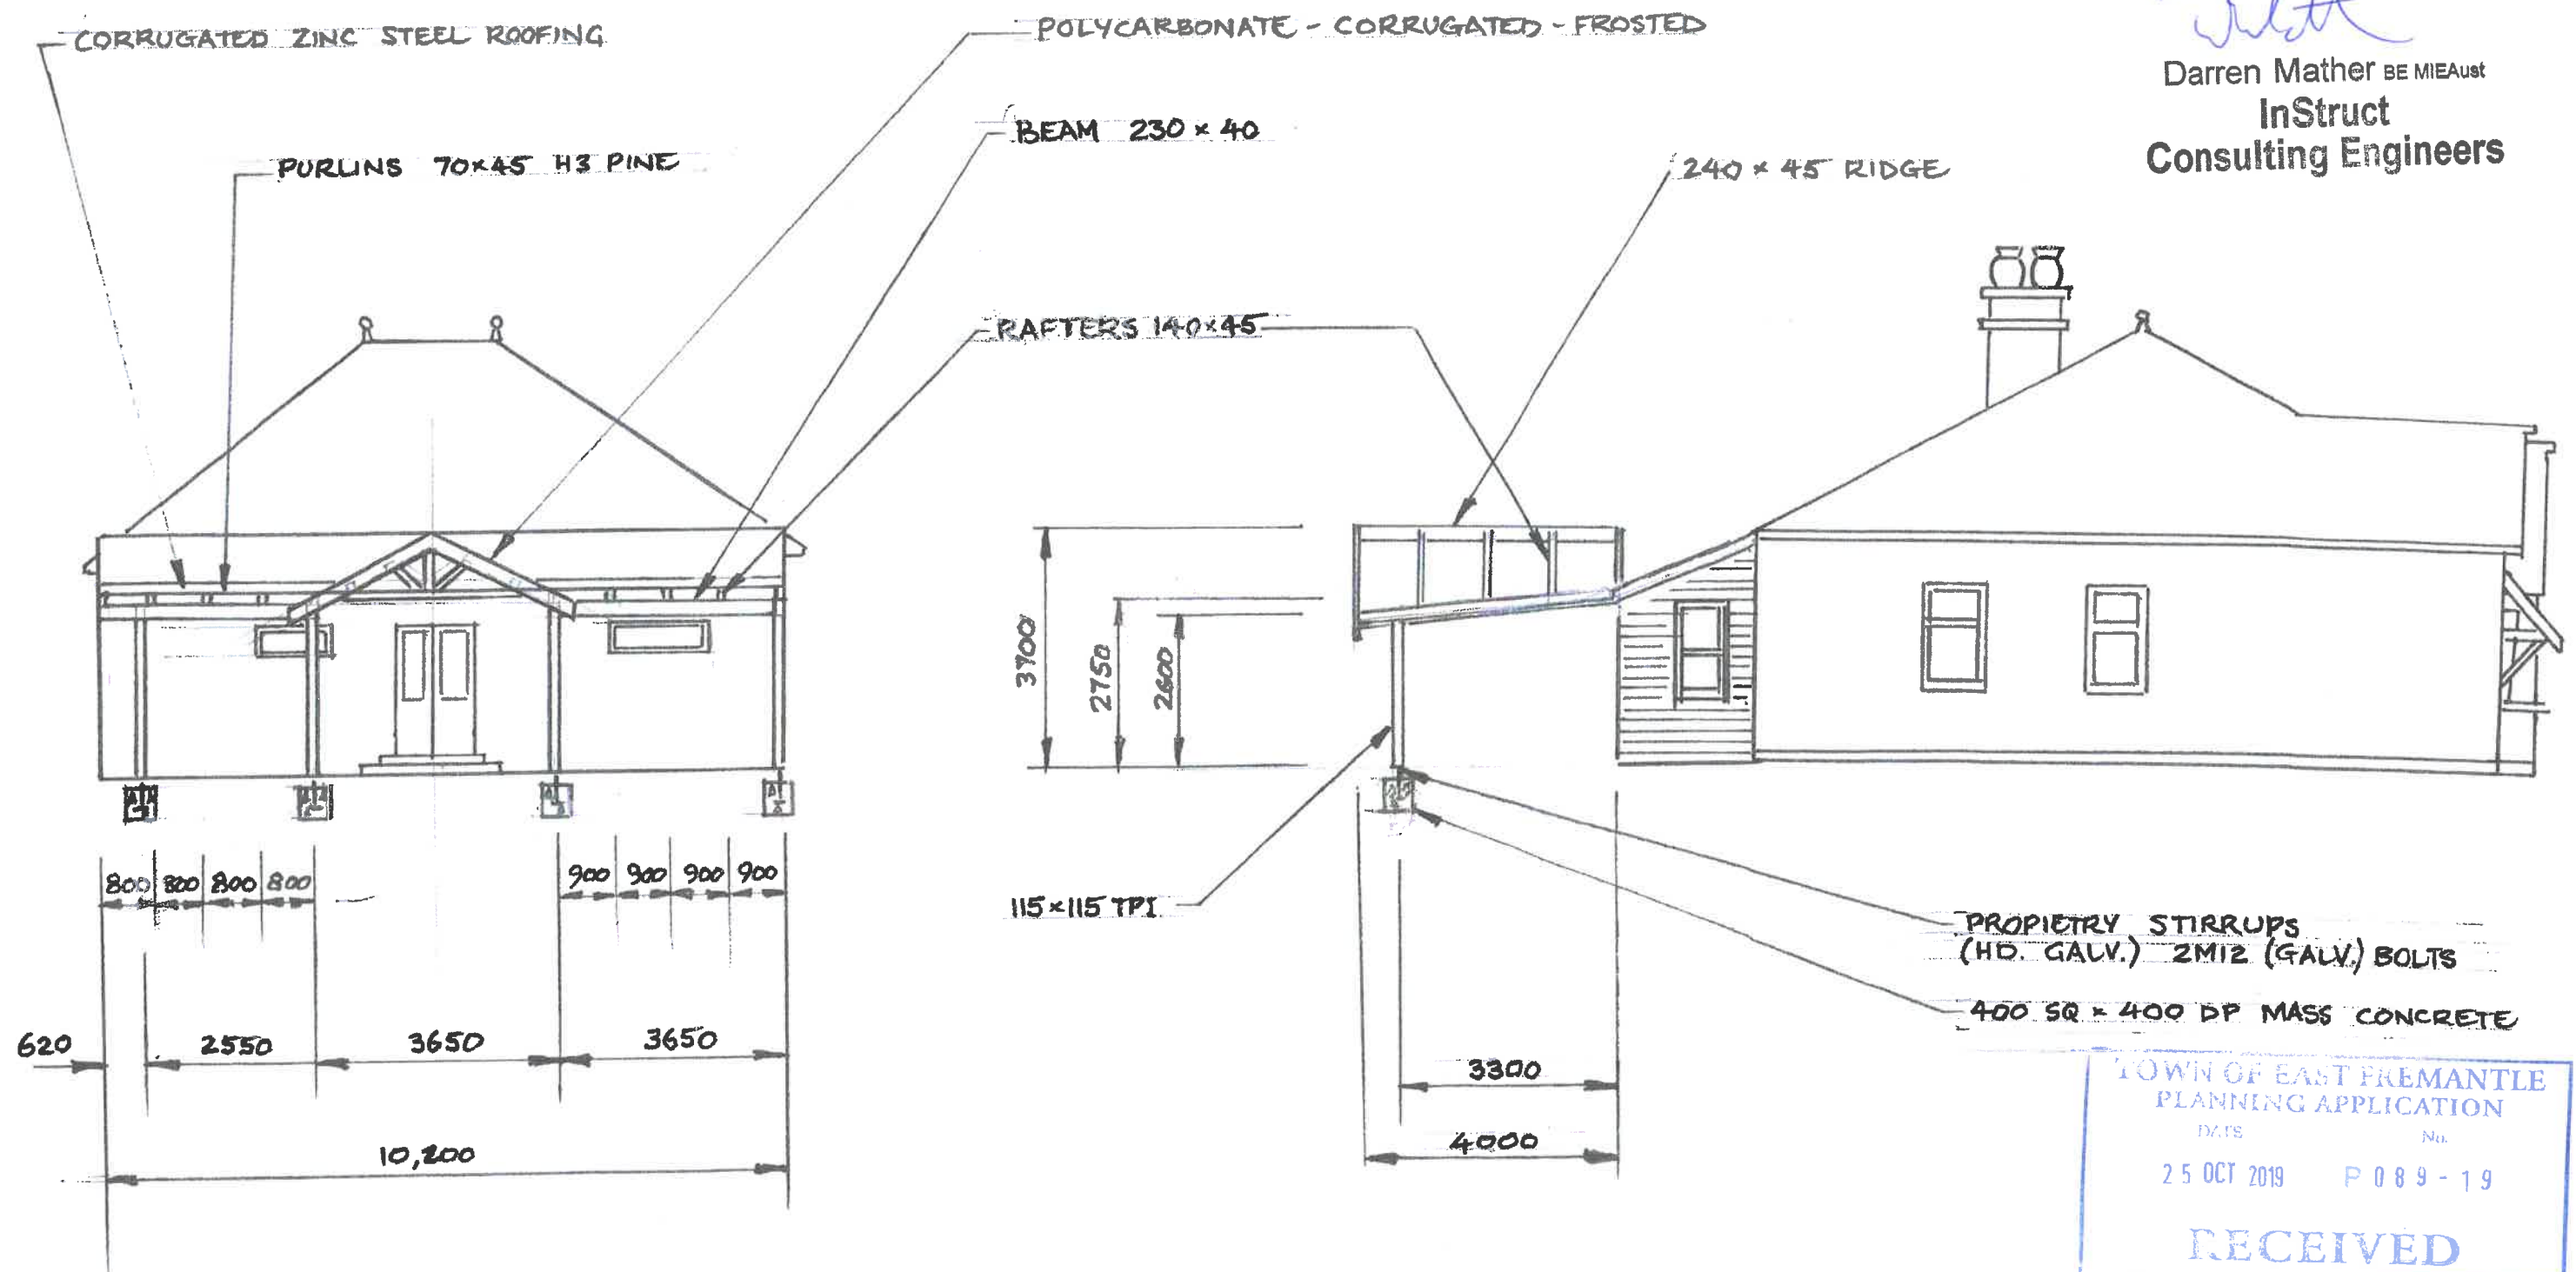 CORRUGATED ZINC STEEL ROOFING
POLYCARBONATE - CORRUGATED - FROSTED
Darren Mather BE MIEAust
InStruct
Consulting Engineers
BEAM 230 × 40
PURLINS 70×45 H3 PINE
240 × 45 RIDGE
RAFTERS 140×45
3700
2750
2600
800 800 800 800
900 900 900 900
115×115 TPI
PROPIETRY STIRRUPS
(HD. GALV.) 2M12 (GALV.) BOLTS
400 SQ × 400 DP MASS CONCRETE
620 2550 3650 3650
3300
10,200
4000
TOWN OF EAST FREMANTLE
PLANNING APPLICATION
DATE No.
25 OCT 2019 P089-19
RECEIVED